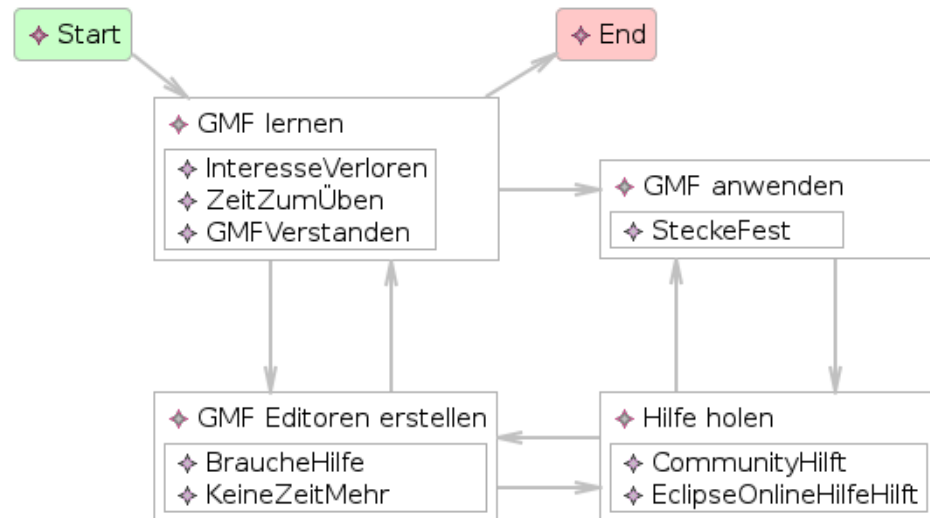 Start
End
GMF lernen
InteresseVerloren
ZeitZumÜben
GMFVerstanden
GMF anwenden
SteckeFest
GMF Editoren erstellen
BraucheHilfe
KeineZeitMehr
Hilfe holen
CommunityHilft
EclipseOnlineHilfeHilft